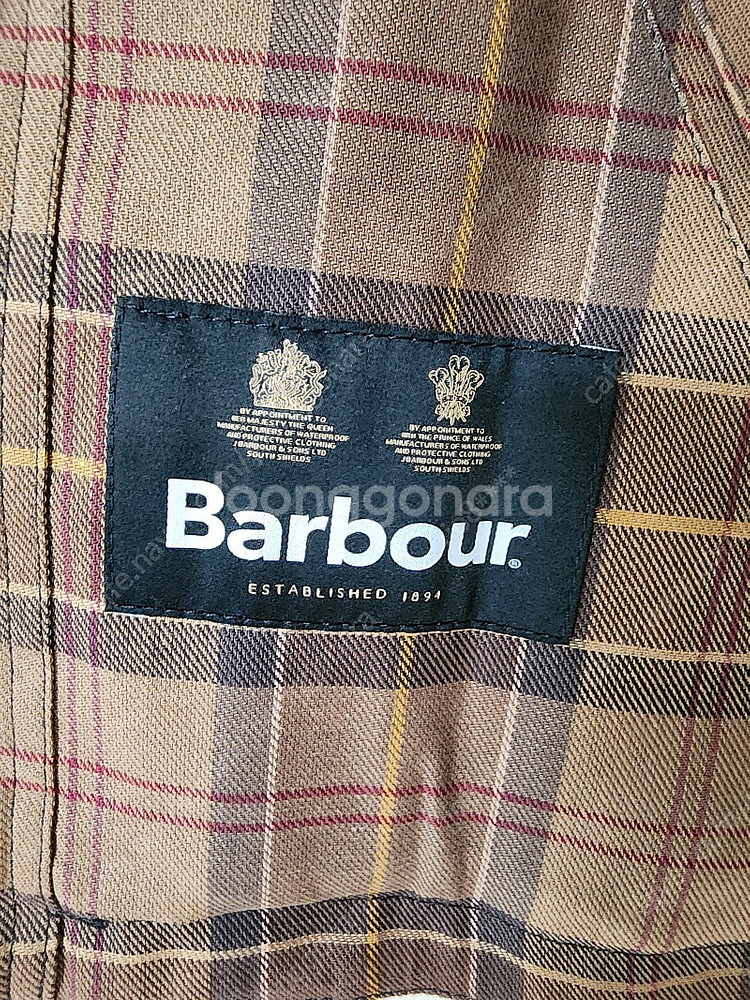 BY APPOINTMENT TO
HER MAJESTY THE QUEEN
MANUFACTURERS OF WATERPROOF
AND PROTECTIVE CLOTHING
J BARBOUR & SONS LTD
SOUTH SHIELDS
BY APPOINTMENT TO
HRH THE PRINCE OF WALES
MANUFACTURERS OF WATERPROOF
AND PROTECTIVE CLOTHING
J BARBOUR & SONS LTD
SOUTH SHIELDS
joonggonara
Barbour®
ESTABLISHED 1894